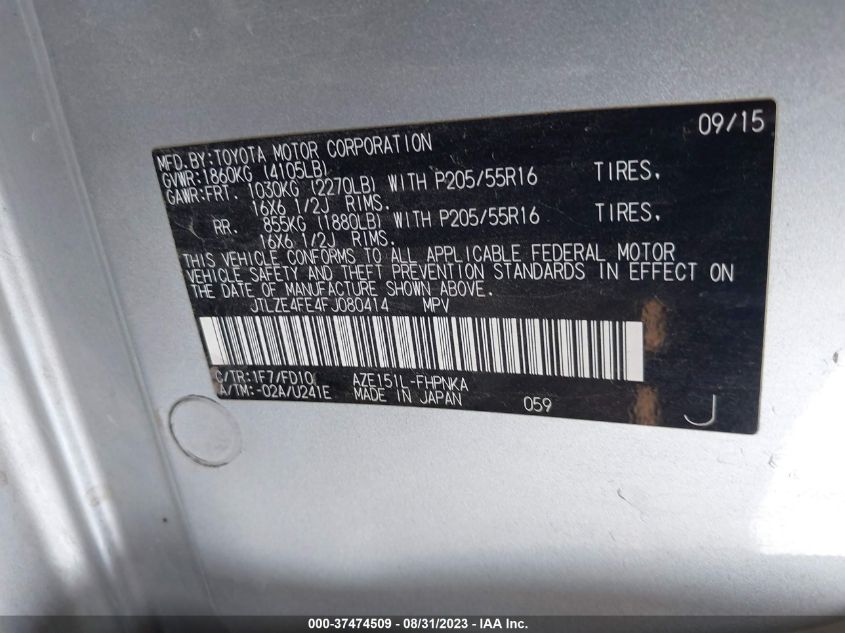 09/15
MFD.BY:TOYOTA MOTOR CORPORATION
GVWR:1860KG (4105LB)
GAWR:FRT. 1030KG (2270LB) WITH P205/55R16 TIRES.
16X6 1/2J RIMS.
RR. 855KG (1880LB) WITH P205/55R16 TIRES.
16X6 1/2J RIMS.
THIS VEHICLE CONFORMS TO ALL APPLICABLE FEDERAL MOTOR
VEHICLE SAFETY AND THEFT PREVENTION STANDARDS IN EFFECT ON
THE DATE OF MANUFACTURE SHOWN ABOVE.
JTLZE4FE4FJ080414 MPV
C/TR:1F7/FD10 AZE151L-FHPNKA
A/TM:-02A/U241E MADE IN JAPAN 059 J
000-37474509 - 08/31/2023 - IAA Inc.